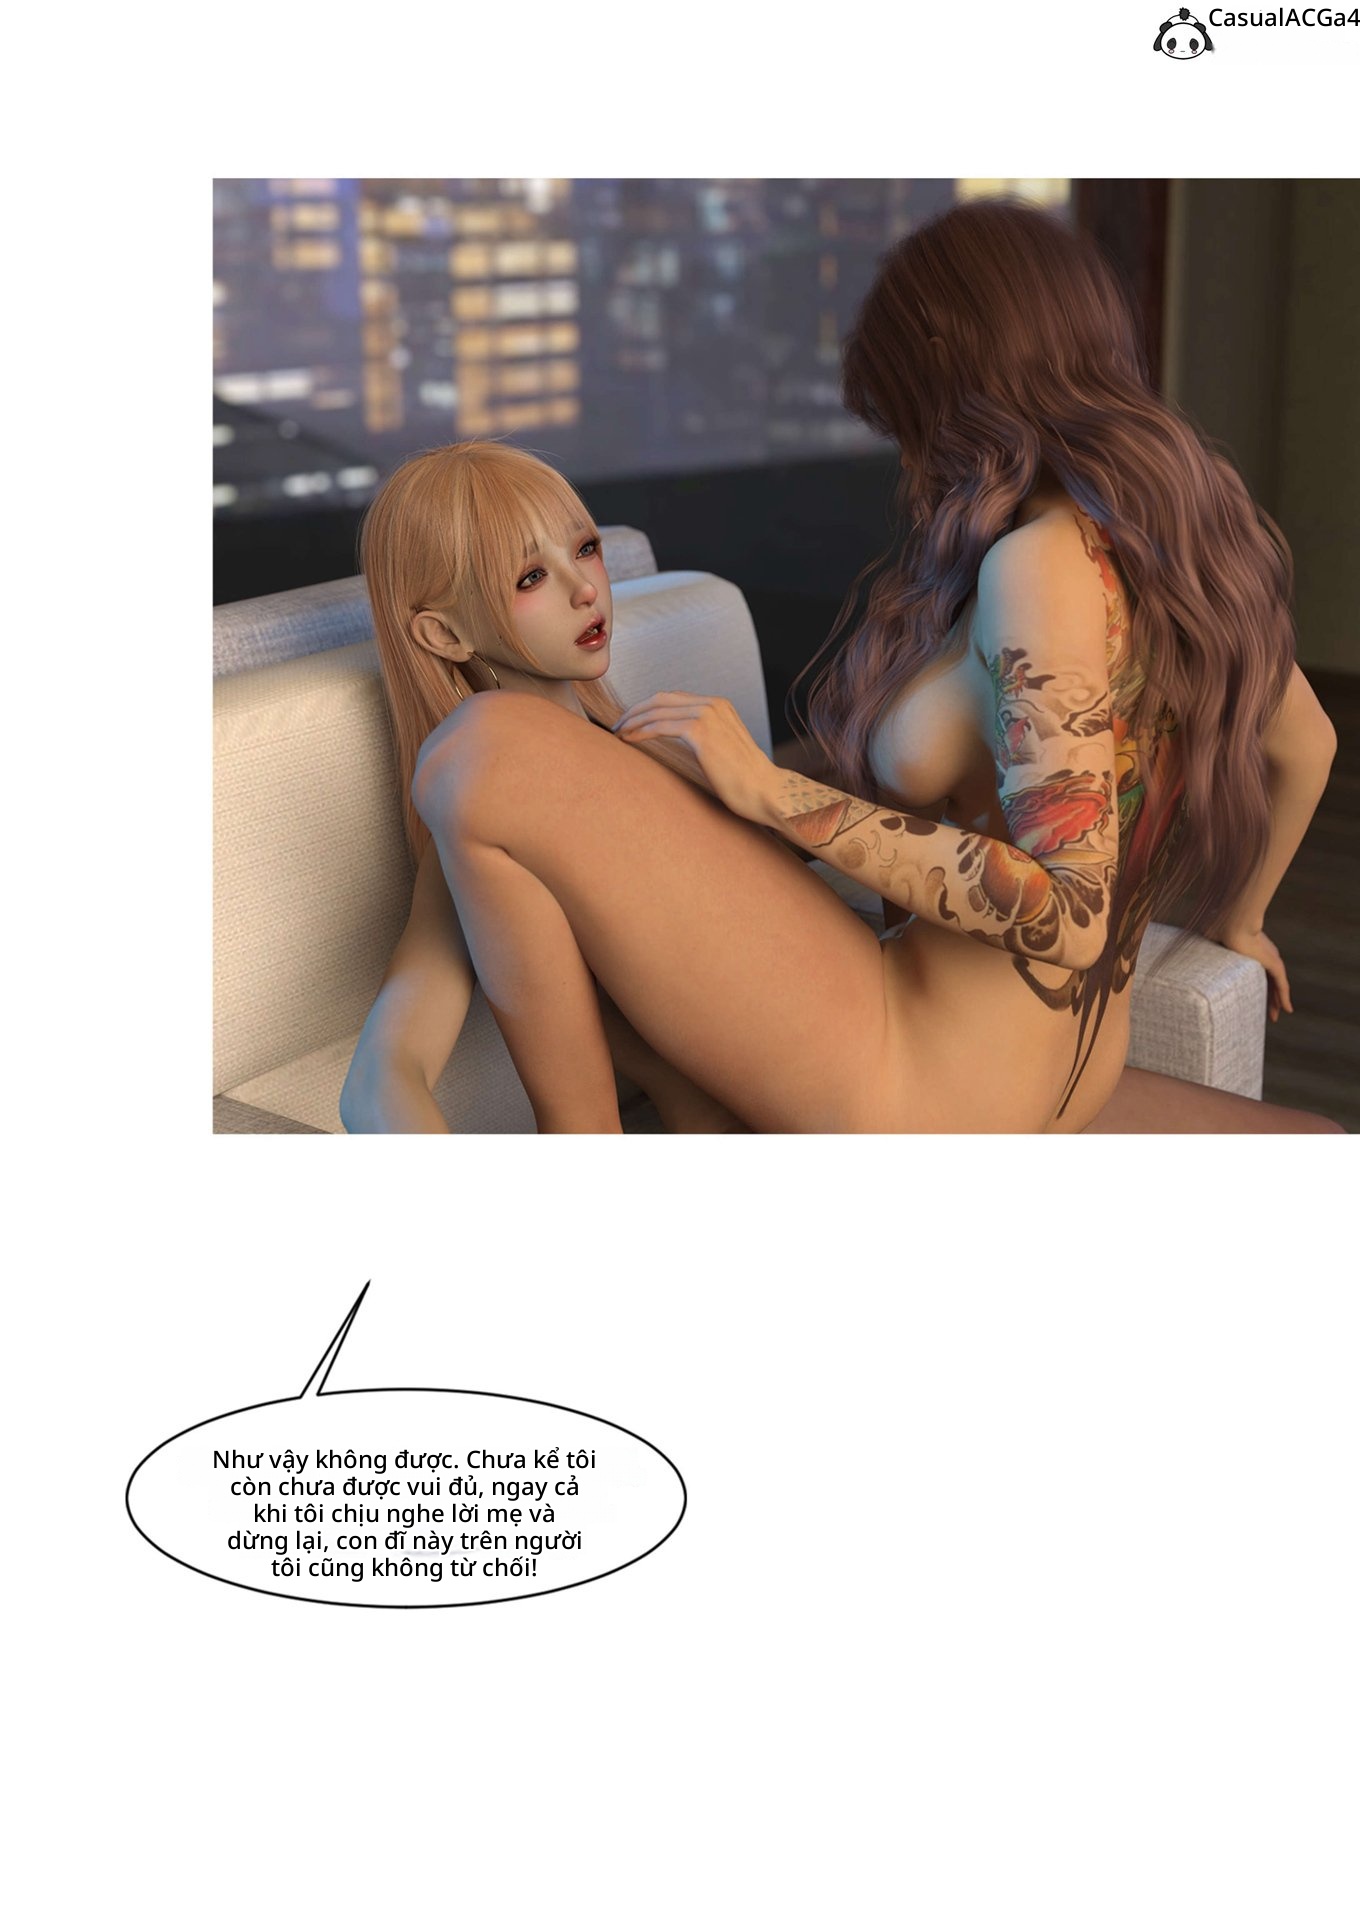 CasualACGa4
Như vậy không được. Chưa kể tôi
còn chưa được vui đủ, ngay cả
khi tôi chịu nghe lời mẹ và
dừng lại, con đĩ này trên người
tôi cũng không từ chối!